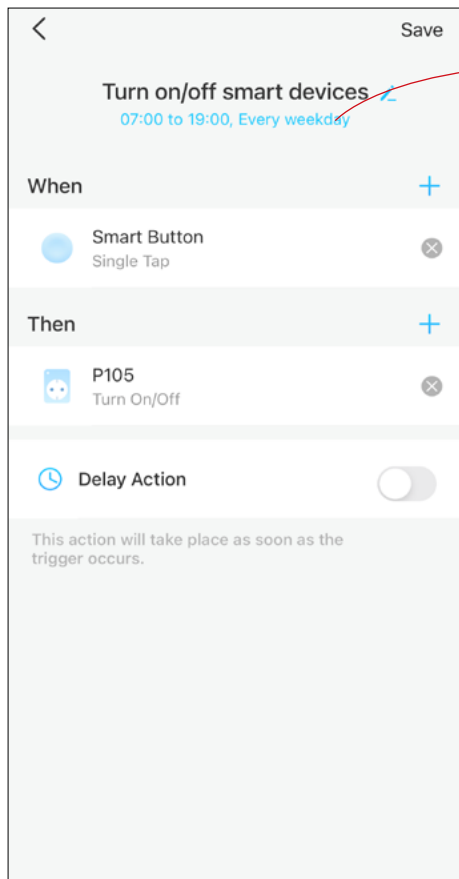 Save
Turn on/off smart devices
07:00 to 19:00, Every weekday
When
Smart Button
Single Tap
Then
P105
Turn On/Off
Delay Action
This action will take place as soon as the
trigger occurs.